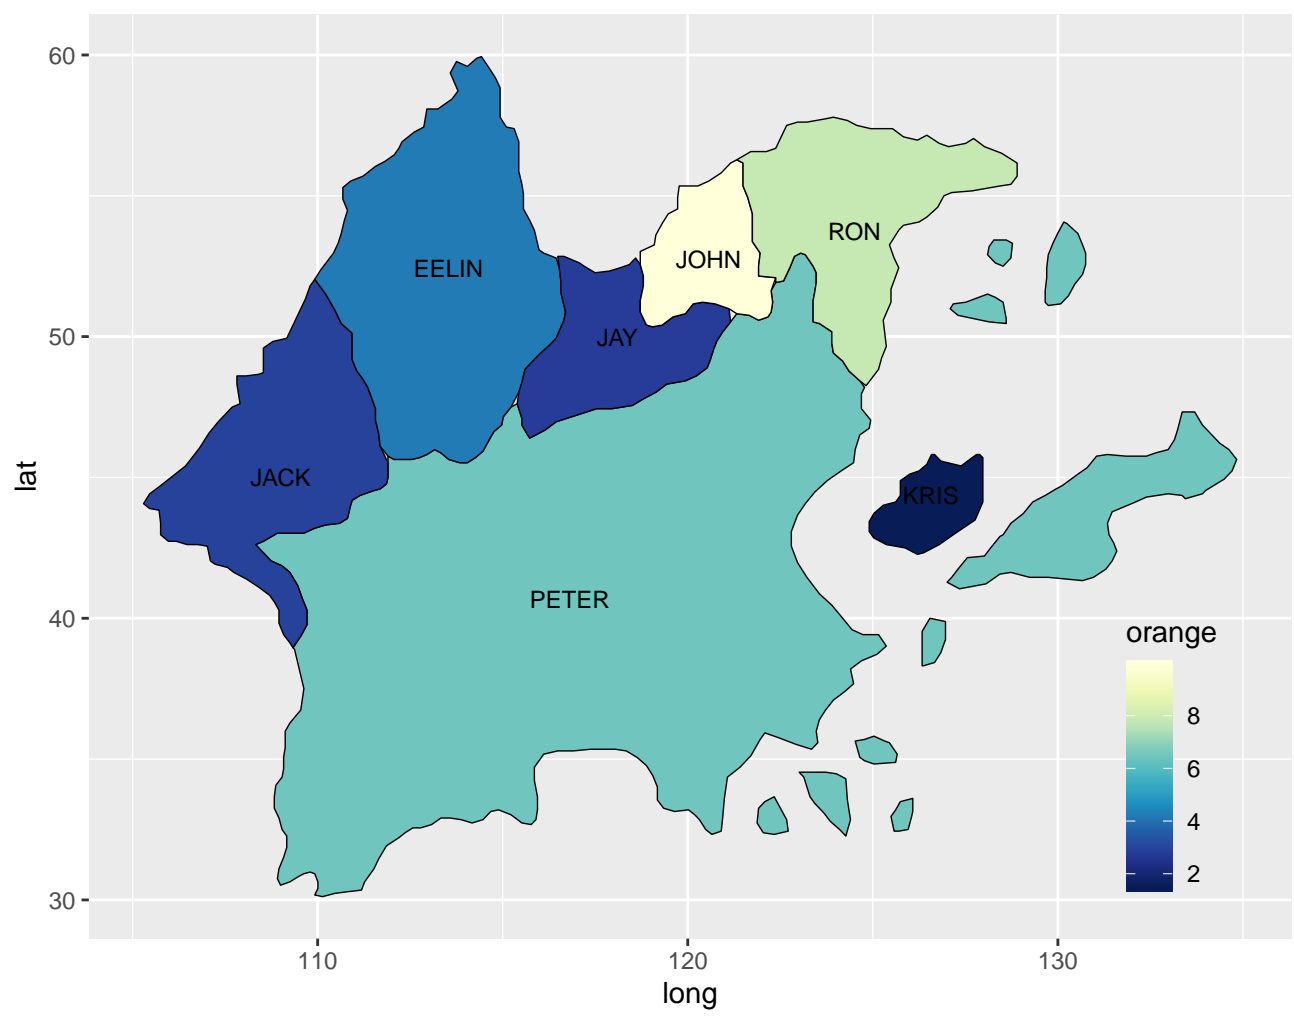 60
50
40
30
lat
EELIN
RON
JOHN
JAY
JACK
KRIS
PETER
orange
8
6
4
2
110
120
130
long